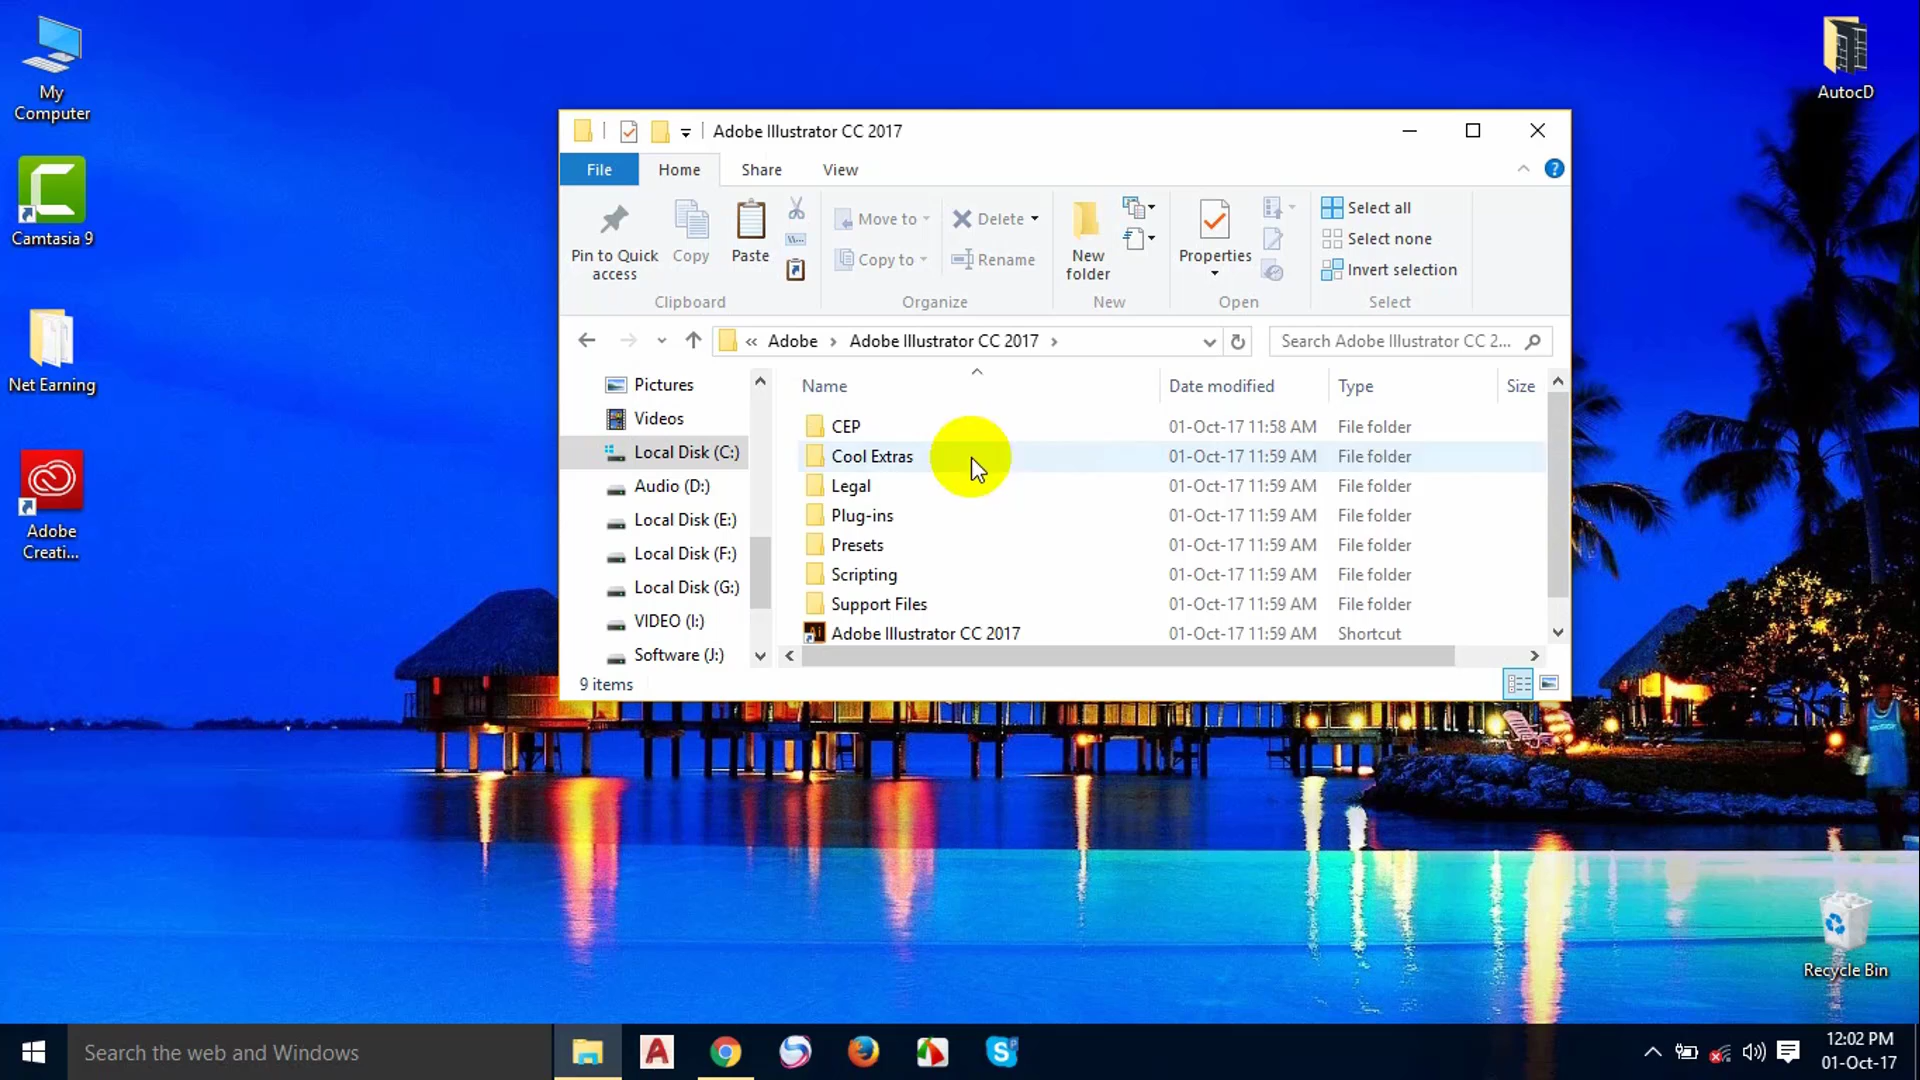 My
Computer
Camtasia 9
Net Earning
Adobe
Creati...
AutocD
Recycle Bin
Adobe Illustrator CC 2017
File
Home
Share
View
?
Pin to Quick
access
Copy
Paste
Clipboard
Move to
Copy to
Delete
Rename
Organize
New
folder
New
Properties
Open
Select all
Select none
Invert selection
Select
« Adobe › Adobe Illustrator CC 2017 ›
Search Adobe Illustrator CC 2...
Pictures
Videos
Local Disk (C:)
Audio (D:)
Local Disk (E:)
Local Disk (F:)
Local Disk (G:)
VIDEO (I:)
Software (J:)
Name Date modified Type Size
CEP 01-Oct-17 11:58 AM File folder
Cool Extras 01-Oct-17 11:59 AM File folder
Legal 01-Oct-17 11:59 AM File folder
Plug-ins 01-Oct-17 11:59 AM File folder
Presets 01-Oct-17 11:59 AM File folder
Scripting 01-Oct-17 11:59 AM File folder
Support Files 01-Oct-17 11:59 AM File folder
Adobe Illustrator CC 2017 01-Oct-17 11:59 AM Shortcut
9 items
Search the web and Windows
12:02 PM
01-Oct-17